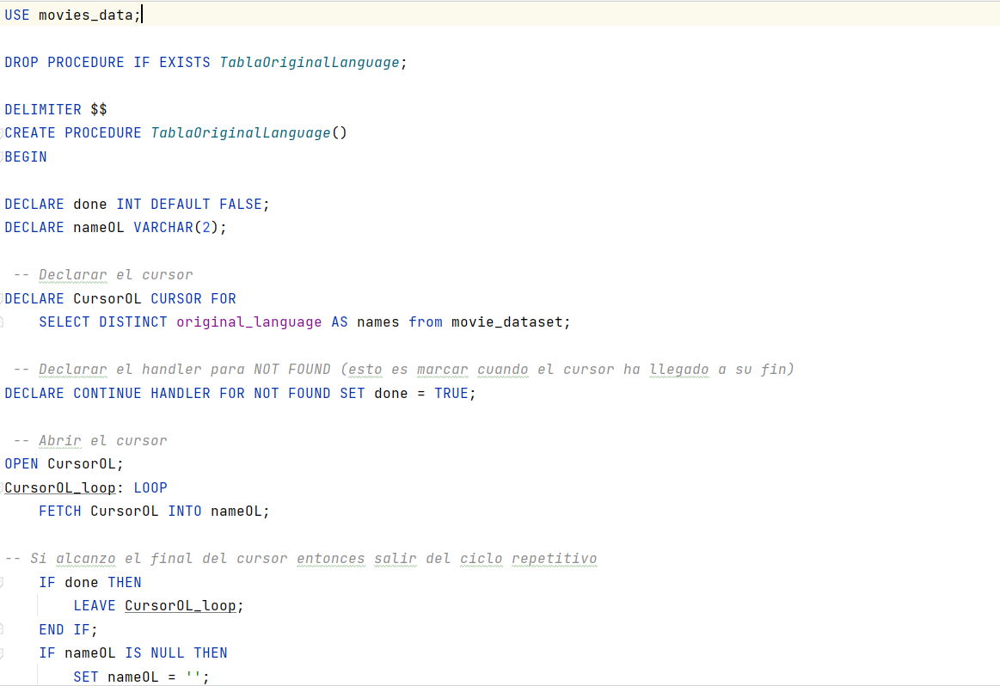 USE movies_data;
DROP PROCEDURE IF EXISTS TablaOriginalLanguage;
DELIMITER $$
CREATE PROCEDURE TablaOriginalLanguage()
BEGIN
DECLARE done INT DEFAULT FALSE;
DECLARE nameOL VARCHAR(2);
-- Declarar el cursor
DECLARE CursorOL CURSOR FOR
SELECT DISTINCT original_language AS names from movie_dataset;
-- Declarar el handler para NOT FOUND (esto es marcar cuando el cursor ha llegado a su fin)
DECLARE CONTINUE HANDLER FOR NOT FOUND SET done = TRUE;
-- Abrir el cursor
OPEN CursorOL;
CursorOL_loop: LOOP
FETCH CursorOL INTO nameOL;
-- Si alcanzo el final del cursor entonces salir del ciclo repetitivo
IF done THEN
LEAVE CursorOL_loop;
END IF;
IF nameOL IS NULL THEN
SET nameOL = '';